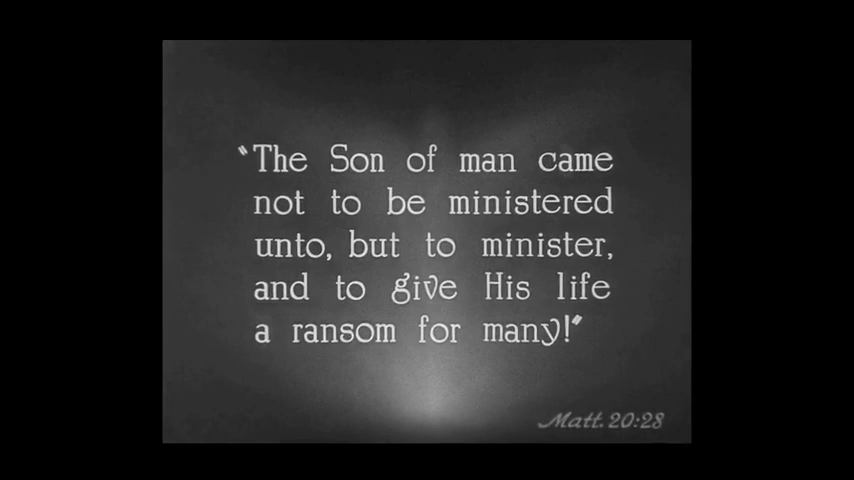 "The Son of man came
not to be ministered
unto, but to minister,
and to give His life
a ransom for many!"
Matt. 20:28